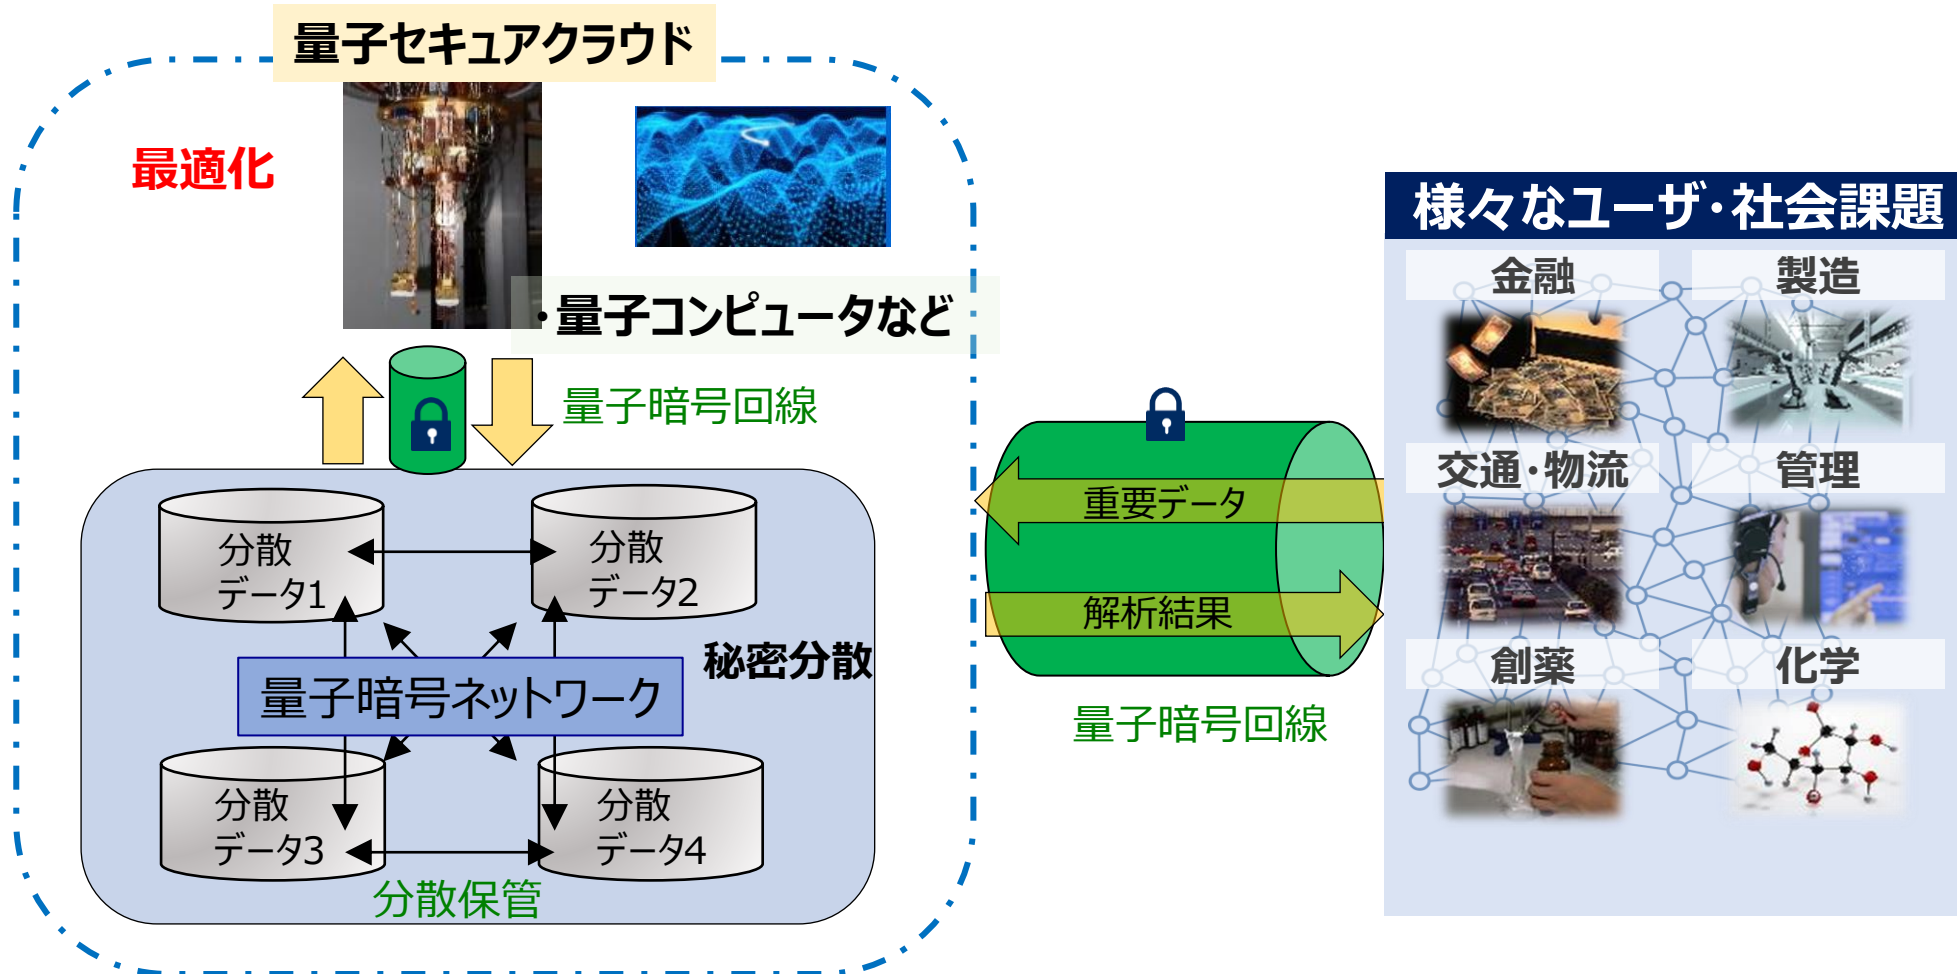 量子セキュアクラウド
最適化
・量子コンピュータなど
量子暗号回線
分散
データ1
分散
データ2
秘密分散
量子暗号ネットワーク
分散
データ3
分散
データ4
分散保管
重要データ
解析結果
量子暗号回線
様々なユーザ・社会課題
金融
製造
交通・物流
管理
創薬
化学